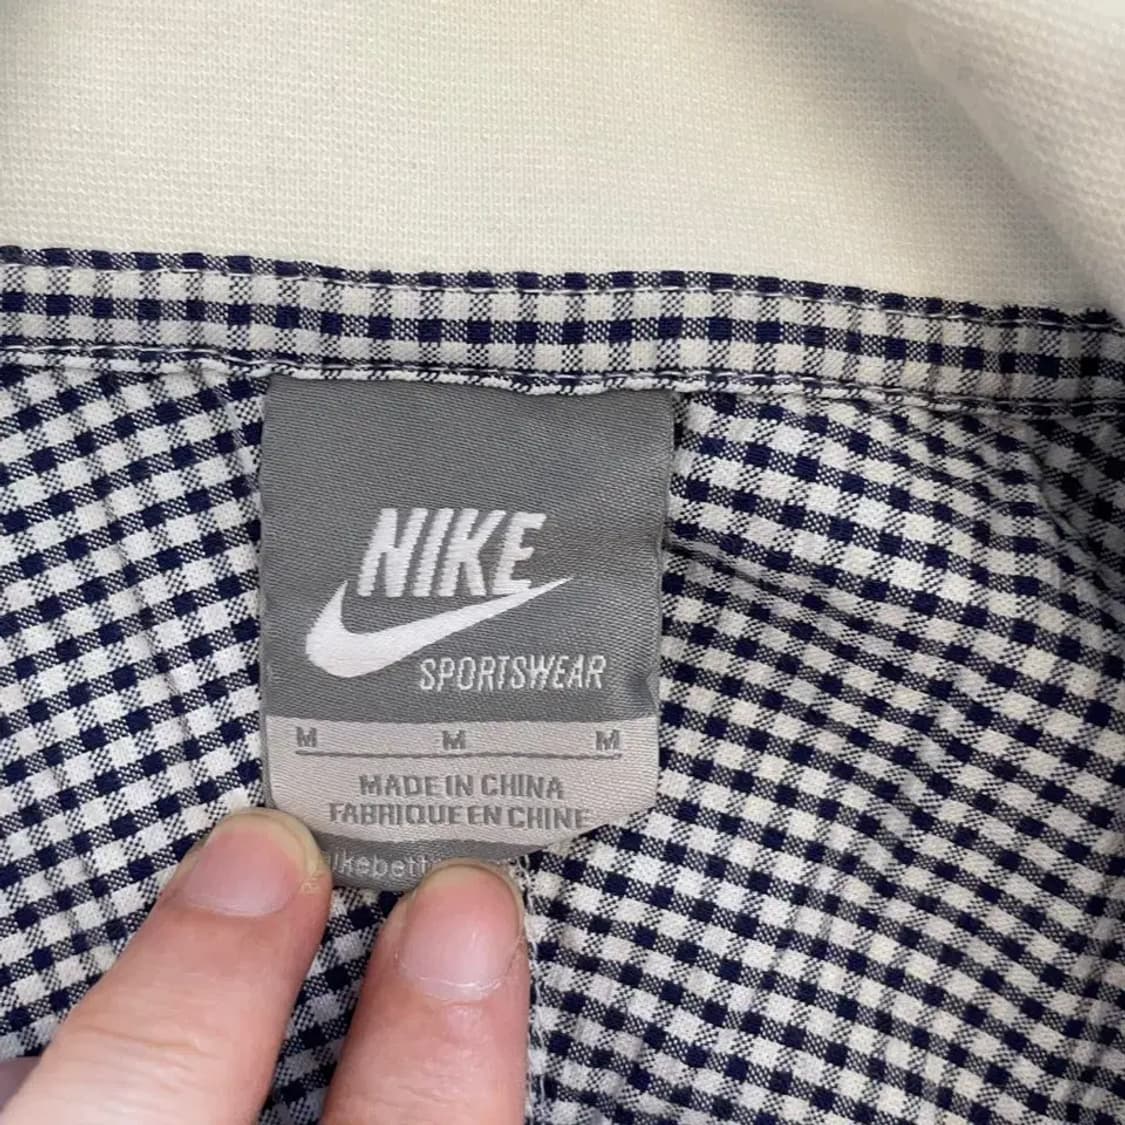 NIKE
SPORTSWEAR
M M M
MADE IN CHINA
FABRIQUE EN CHINE